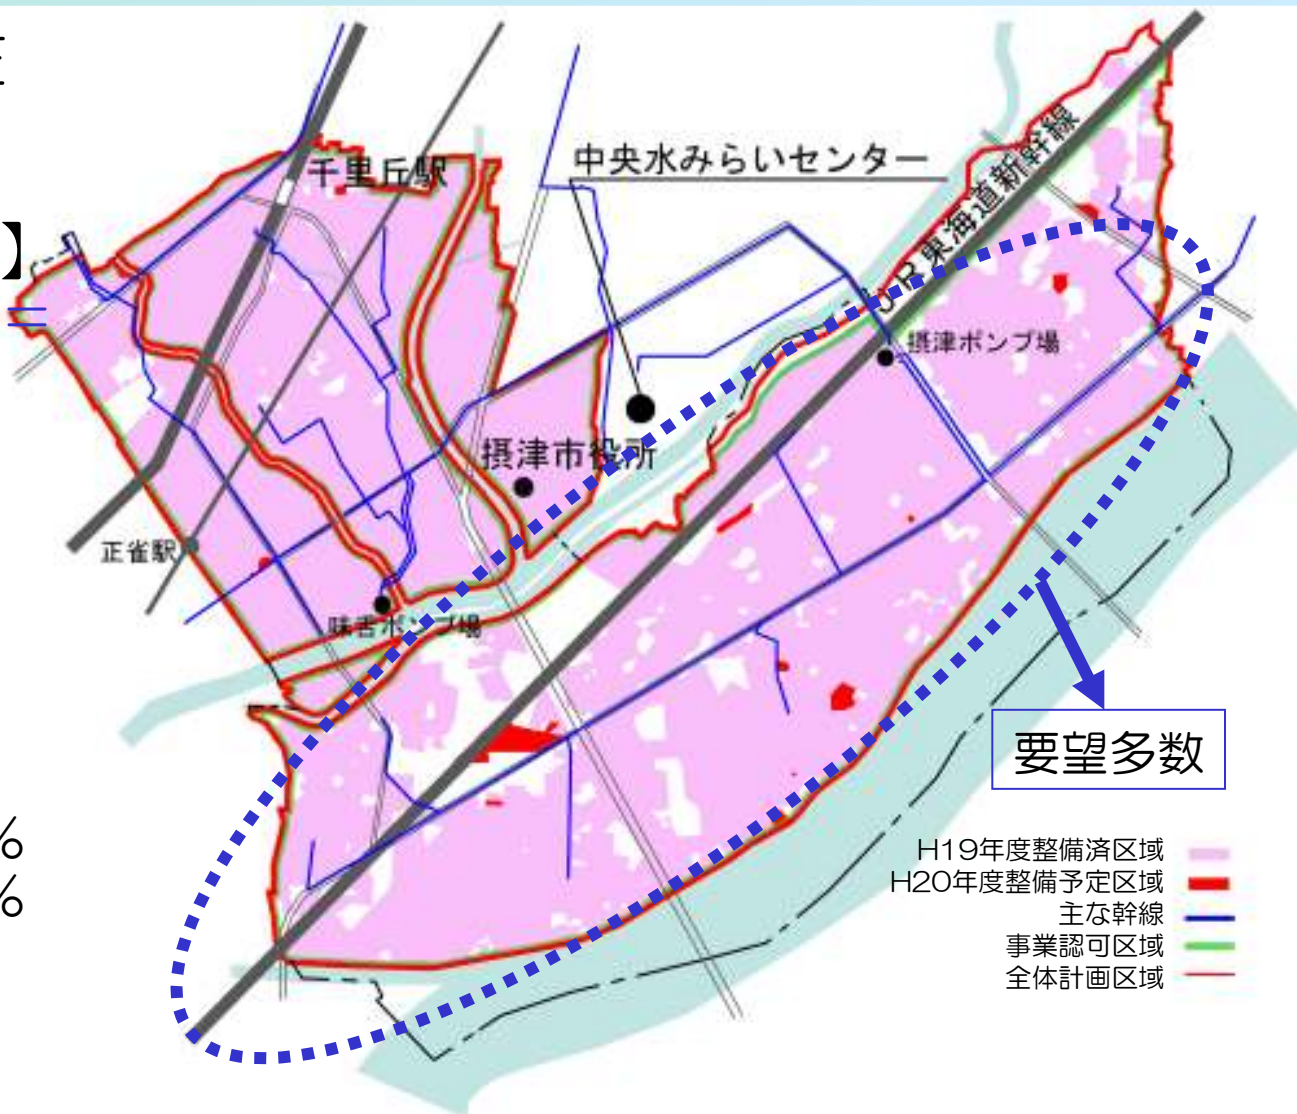 】
千里丘駅
中央水みらいセンター
JR東海道新幹線
摂津ポンプ場
摂津市役所
正雀駅
味舌ポンプ場
要望多数
%
%
H19年度整備済区域
H20年度整備予定区域
主な幹線
事業認可区域
全体計画区域